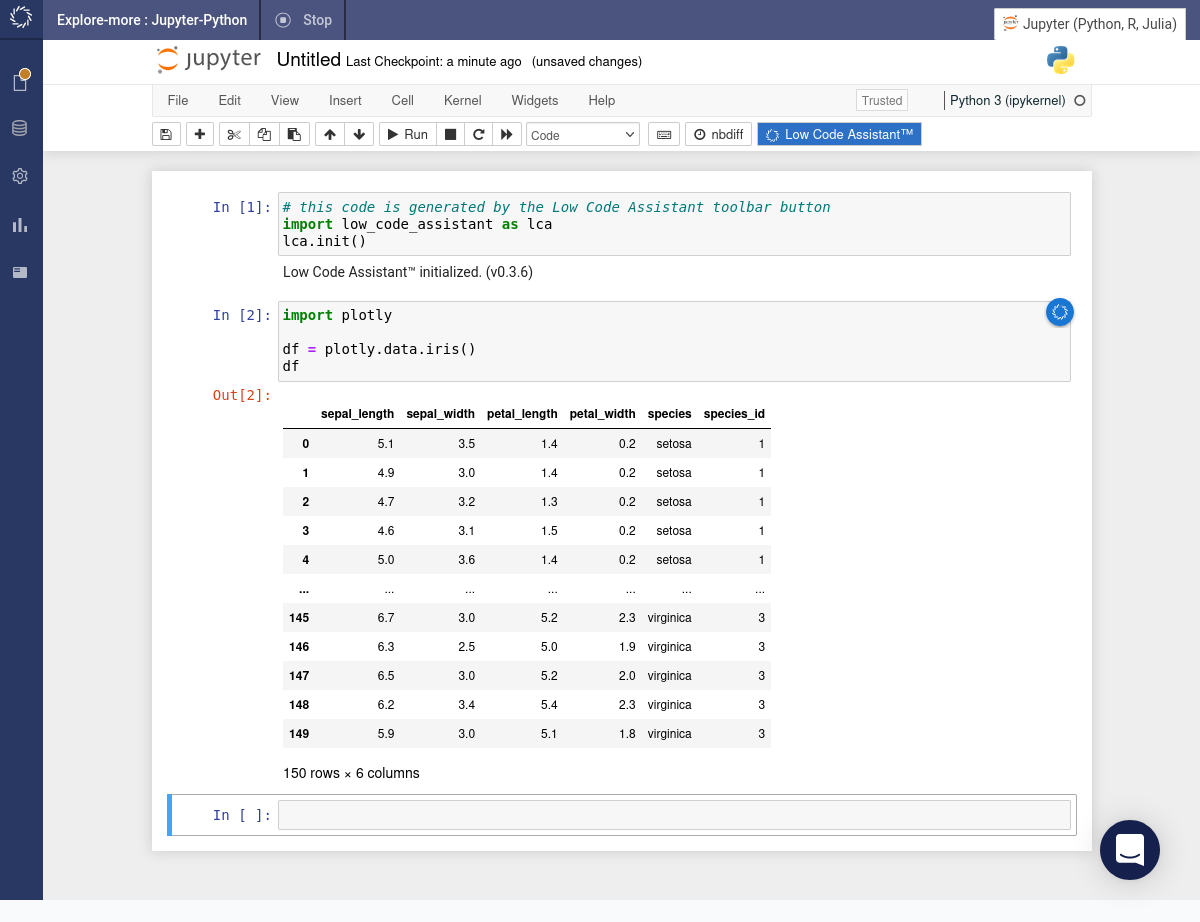 Explore-more : Jupyter-Python Stop Jupyter (Python, R, Julia)
jupyter Untitled Last Checkpoint: a minute ago (unsaved changes)
File Edit View Insert Cell Kernel Widgets Help Trusted Python 3 (ipykernel)
Run Code nbdiff Low Code Assistant™
In [1]: # this code is generated by the Low Code Assistant toolbar button
import low_code_assistant as lca
lca.init()
Low Code Assistant™ initialized. (v0.3.6)
In [2]: import plotly
df = plotly.data.iris()
df
Out[2]:
sepal_length sepal_width petal_length petal_width species species_id
0 5.1 3.5 1.4 0.2 setosa 1
1 4.9 3.0 1.4 0.2 setosa 1
2 4.7 3.2 1.3 0.2 setosa 1
3 4.6 3.1 1.5 0.2 setosa 1
4 5.0 3.6 1.4 0.2 setosa 1
... ... ... ... ... ... ...
145 6.7 3.0 5.2 2.3 virginica 3
146 6.3 2.5 5.0 1.9 virginica 3
147 6.5 3.0 5.2 2.0 virginica 3
148 6.2 3.4 5.4 2.3 virginica 3
149 5.9 3.0 5.1 1.8 virginica 3
150 rows × 6 columns
In [ ]: